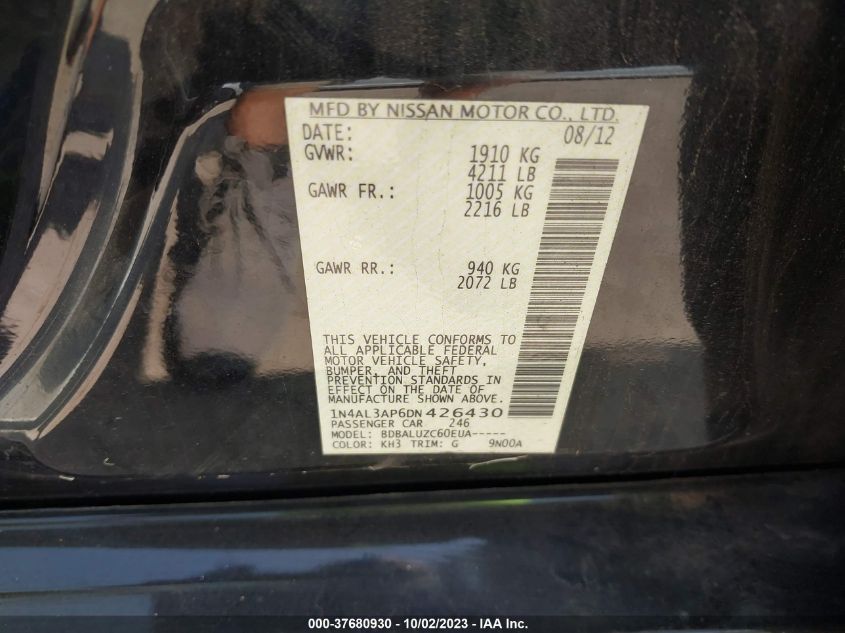 MFD BY NISSAN MOTOR CO., LTD.
DATE: 08/12
GVWR: 1910 KG
4211 LB
GAWR FR.: 1005 KG
2216 LB
GAWR RR.: 940 KG
2072 LB
THIS VEHICLE CONFORMS TO
ALL APPLICABLE FEDERAL
MOTOR VEHICLE SAFETY,
BUMPER, AND THEFT
PREVENTION STANDARDS IN
EFFECT ON THE DATE OF
MANUFACTURE SHOWN ABOVE.
1N4AL3AP6DN426430
PASSENGER CAR 246
MODEL: BDBALUZC60EUA-----
COLOR: KH3 TRIM: G 9N00A
000-37680930 - 10/02/2023 - IAA Inc.